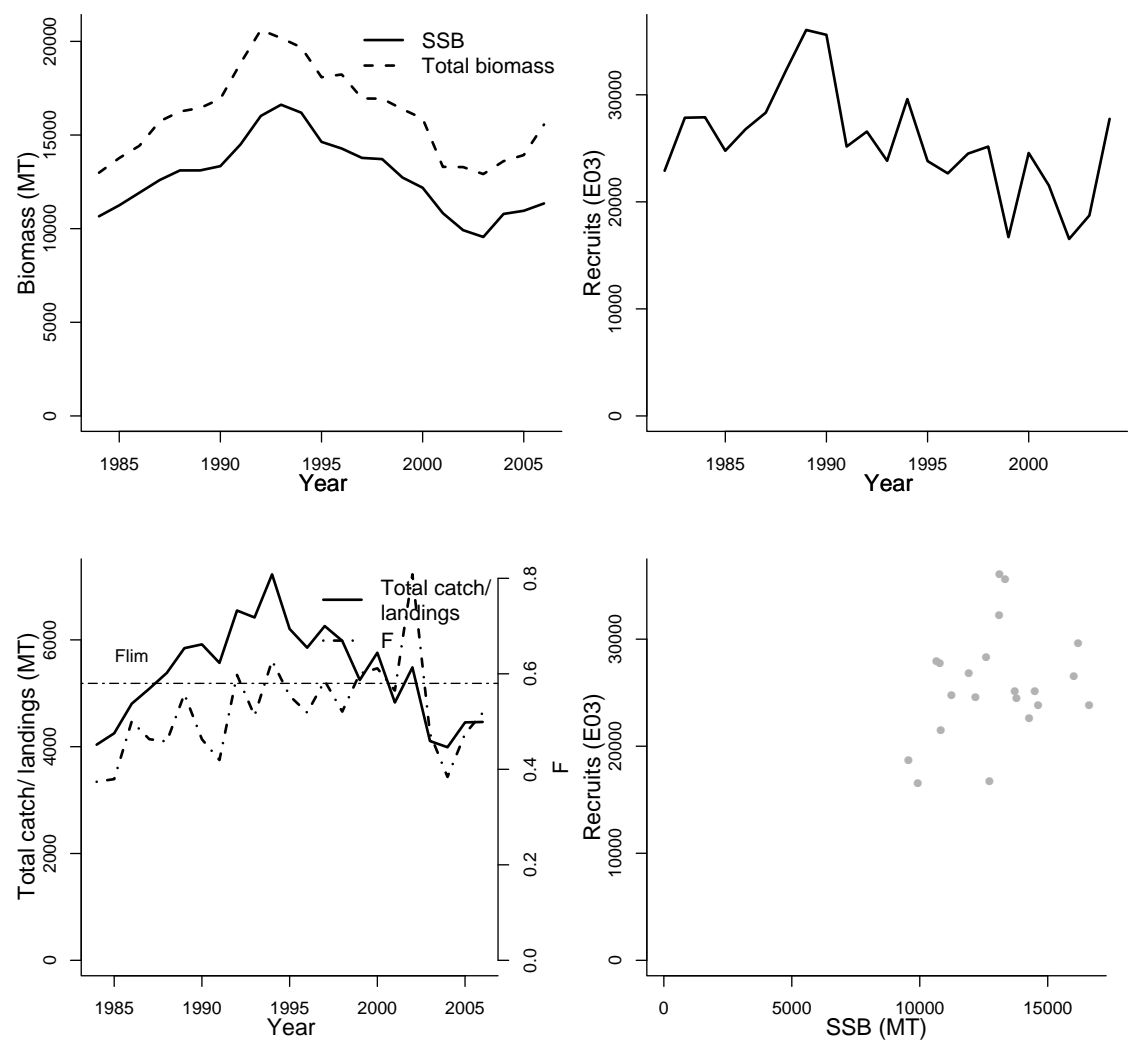 SSB
Total biomass
20000
15000
10000
5000
0
Biomass (MT)
1985
1990
1995
2000
2005
Year
30000
20000
10000
0
Recruits (E03)
1985
1990
1995
2000
Year
Total catch/
landings
F
Flim
6000
4000
2000
0
Total catch/ landings (MT)
0.8
0.6
0.4
0.2
0.0
F
1985
1990
1995
2000
2005
Year
30000
20000
10000
0
Recruits (E03)
0
5000
10000
15000
SSB (MT)